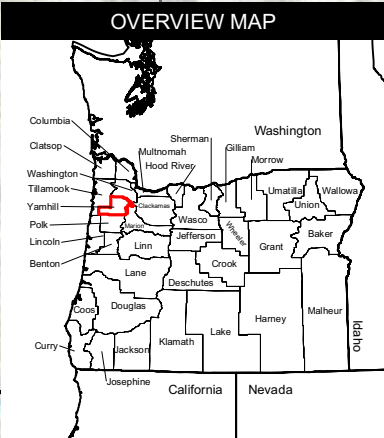 OVERVIEW MAP
Columbia
Clatsop
Washington
Tillamook
Yamhill
Polk
Lincoln
Benton
Sherman
Multnomah
Hood River
Gilliam
Washington
Morrow
Umatilla
Wallowa
Union
Clackamas
Marion
Wasco
Wheeler
Baker
Jefferson
Grant
Linn
Crook
Lane
Deschutes
Coos
Douglas
Malheur
Harney
Lake
Klamath
Idaho
Curry
Jackson
Josephine
California
Nevada